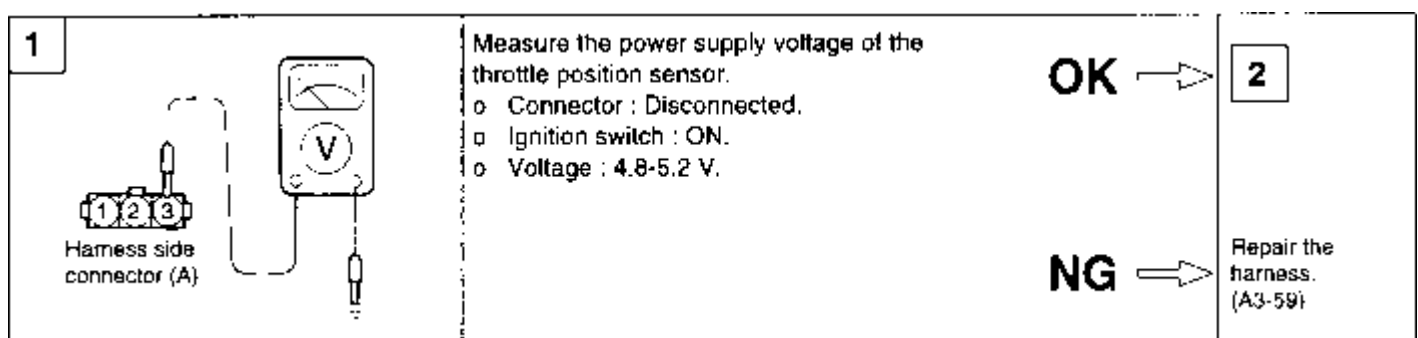 1
V
1 2 3
Harness side
connector (A)
Measure the power supply voltage of the
throttle position sensor.
o Connector : Disconnected.
o Ignition switch : ON.
o Voltage : 4.8-5.2 V.
OK
2
NG
Repair the
harness.
(A3-59)